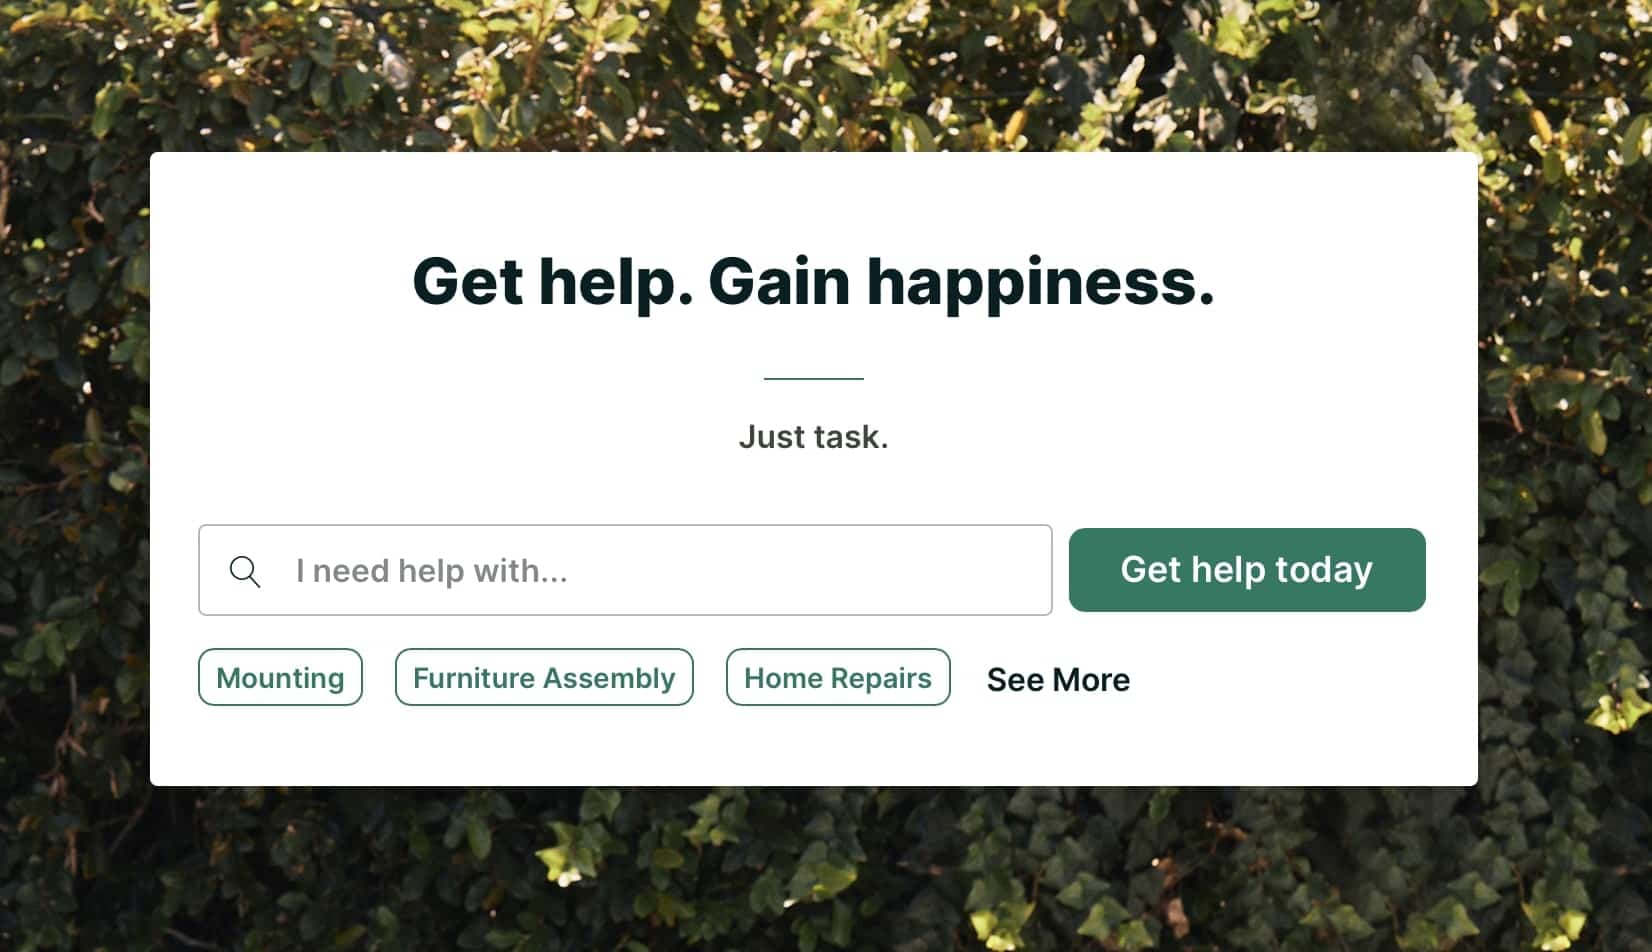 Get help. Gain happiness.
Just task.
I need help with...
Get help today
Mounting
Furniture Assembly
Home Repairs
See More